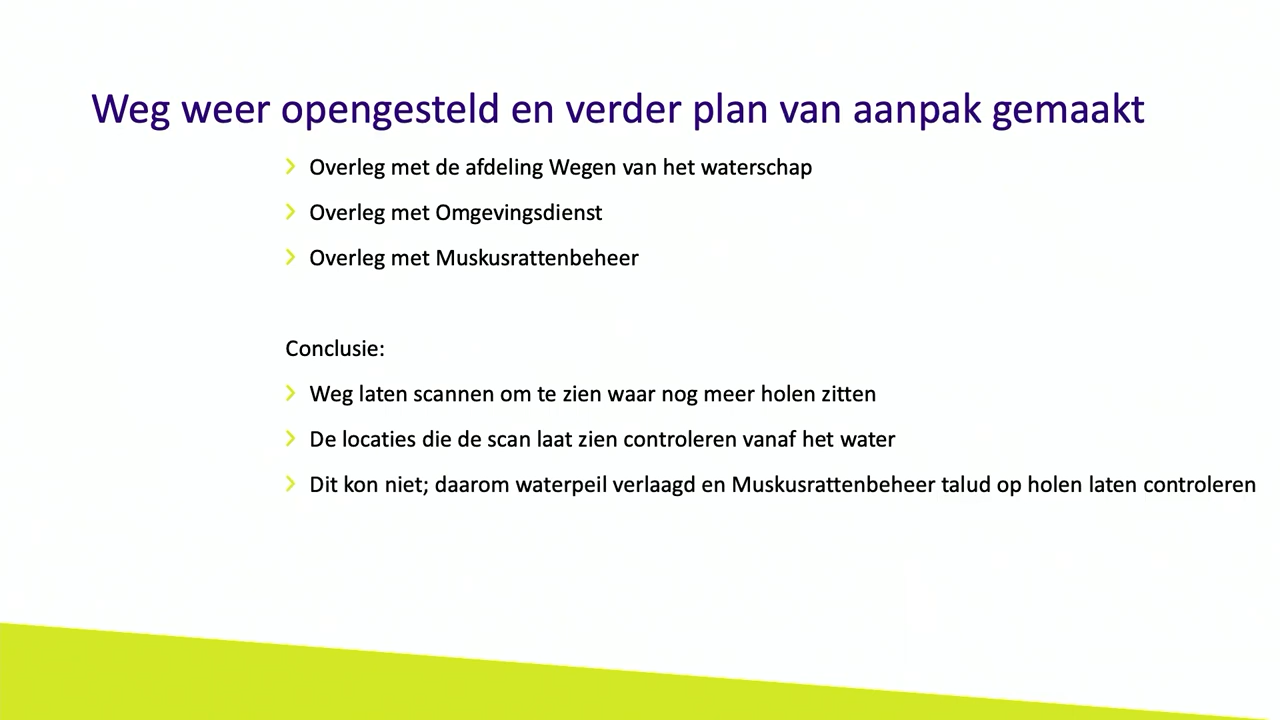 Weg weer opengesteld en verder plan van aanpak gemaakt
Overleg met de afdeling Wegen van het waterschap
Overleg met Omgevingsdienst
Overleg met Muskusrattenbeheer
Conclusie:
Weg laten scannen om te zien waar nog meer holen zitten
De locaties die de scan laat zien controleren vanaf het water
Dit kon niet; daarom waterpeil verlaagd en Muskusrattenbeheer talud op holen laten controleren